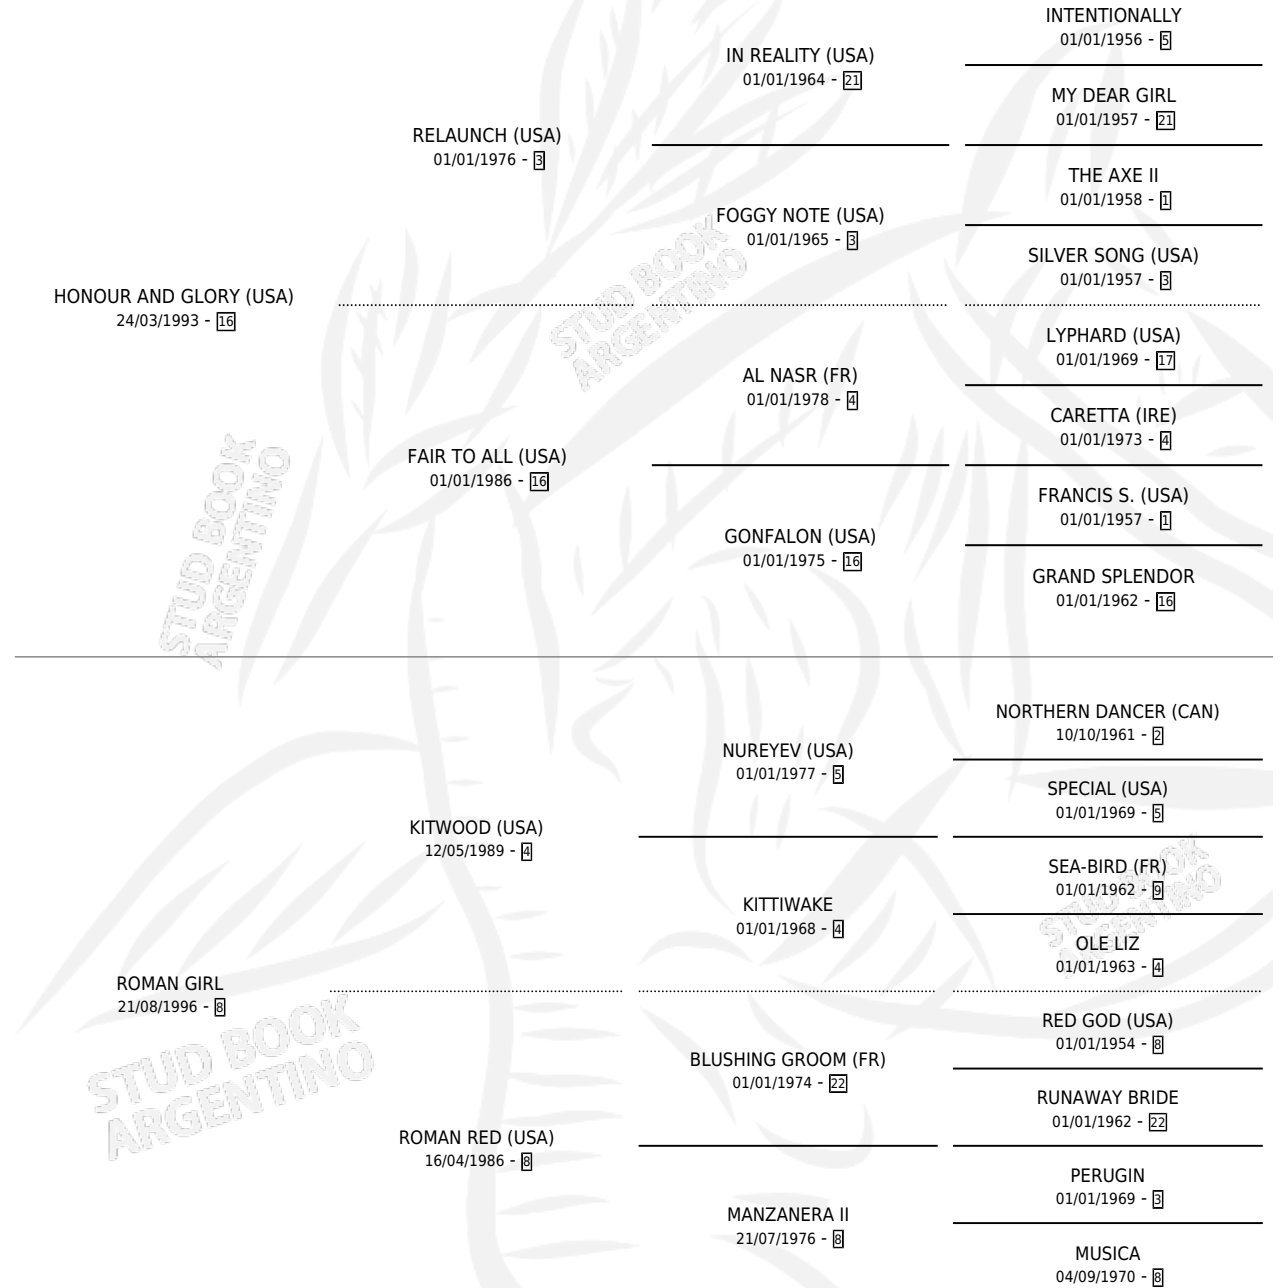 INTENTIONALLY
01/01/1956 - 5
IN REALITY (USA)
01/01/1964 - 21
MY DEAR GIRL
01/01/1957 - 21
RELAUNCH (USA)
01/01/1976 - 3
THE AXE II
01/01/1958 - 1
FOGGY NOTE (USA)
01/01/1965 - 3
SILVER SONG (USA)
01/01/1957 - 3
HONOUR AND GLORY (USA)
24/03/1993 - 16
LYPHARD (USA)
01/01/1969 - 17
AL NASR (FR)
01/01/1978 - 4
CARETTA (IRE)
01/01/1973 - 4
FAIR TO ALL (USA)
01/01/1986 - 16
FRANCIS S. (USA)
01/01/1957 - 1
GONFALON (USA)
01/01/1975 - 16
GRAND SPLENDOR
01/01/1962 - 16
NORTHERN DANCER (CAN)
10/10/1961 - 2
NUREYEV (USA)
01/01/1977 - 5
SPECIAL (USA)
01/01/1969 - 5
KITWOOD (USA)
12/05/1989 - 4
SEA-BIRD (FR)
01/01/1962 - 9
KITTIWAKE
01/01/1968 - 4
OLE LIZ
01/01/1963 - 4
ROMAN GIRL
21/08/1996 - 8
RED GOD (USA)
01/01/1954 - 8
BLUSHING GROOM (FR)
01/01/1974 - 22
RUNAWAY BRIDE
01/01/1962 - 22
ROMAN RED (USA)
16/04/1986 - 8
PERUGIN
01/01/1969 - 3
MANZANERA II
21/07/1976 - 8
MUSICA
04/09/1970 - 8
STUD BOOK
ARGENTINO
STUD BOOK
ARGENTINO
STUD BOOK
ARGENTINO
STUD BOOK
ARGENTINO